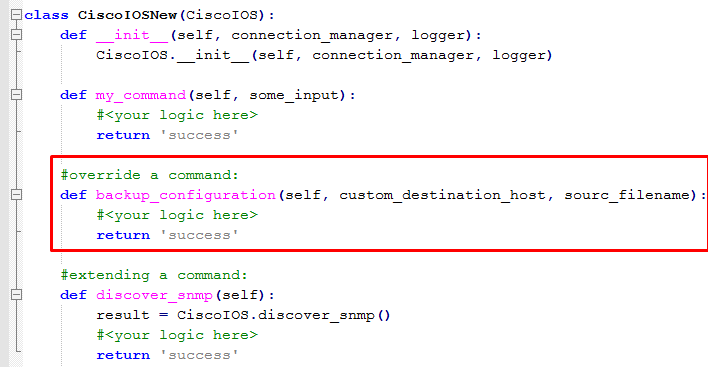 class CiscoIOSNew(CiscoIOS):
    def __init__(self, connection_manager, logger):
        CiscoIOS.__init__(self, connection_manager, logger)
    def my_command(self, some_input):
        #<your logic here>
        return 'success'
    #override a command:
    def backup_configuration(self, custom_destination_host, sourc_filename):
        #<your logic here>
        return 'success'
    #extending a command:
    def discover_snmp(self):
        result = CiscoIOS.discover_snmp()
        #<your logic here>
        return 'success'